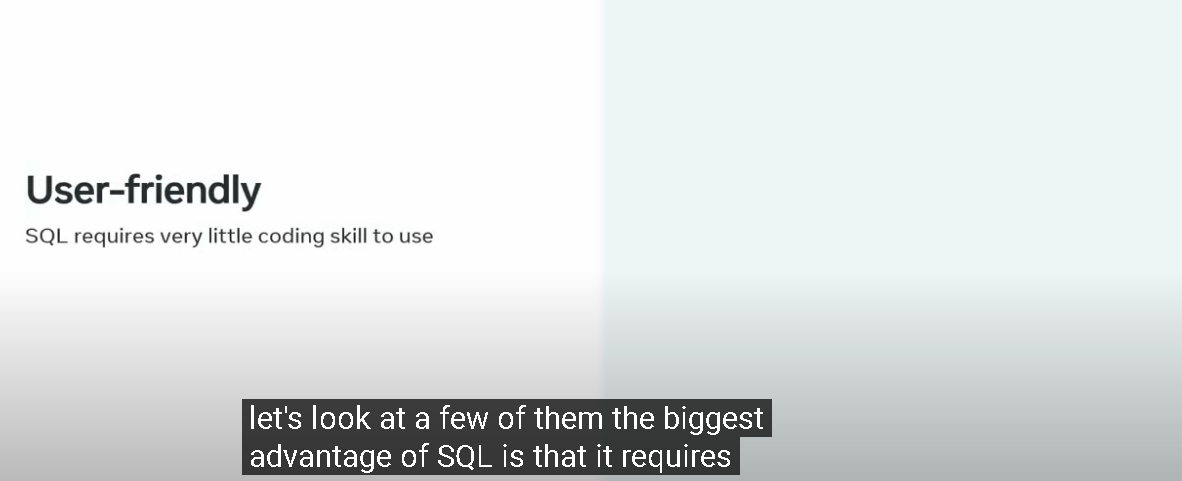 User-friendly
SQL requires very little coding skill to use
let's look at a few of them the biggest
advantage of SQL is that it requires